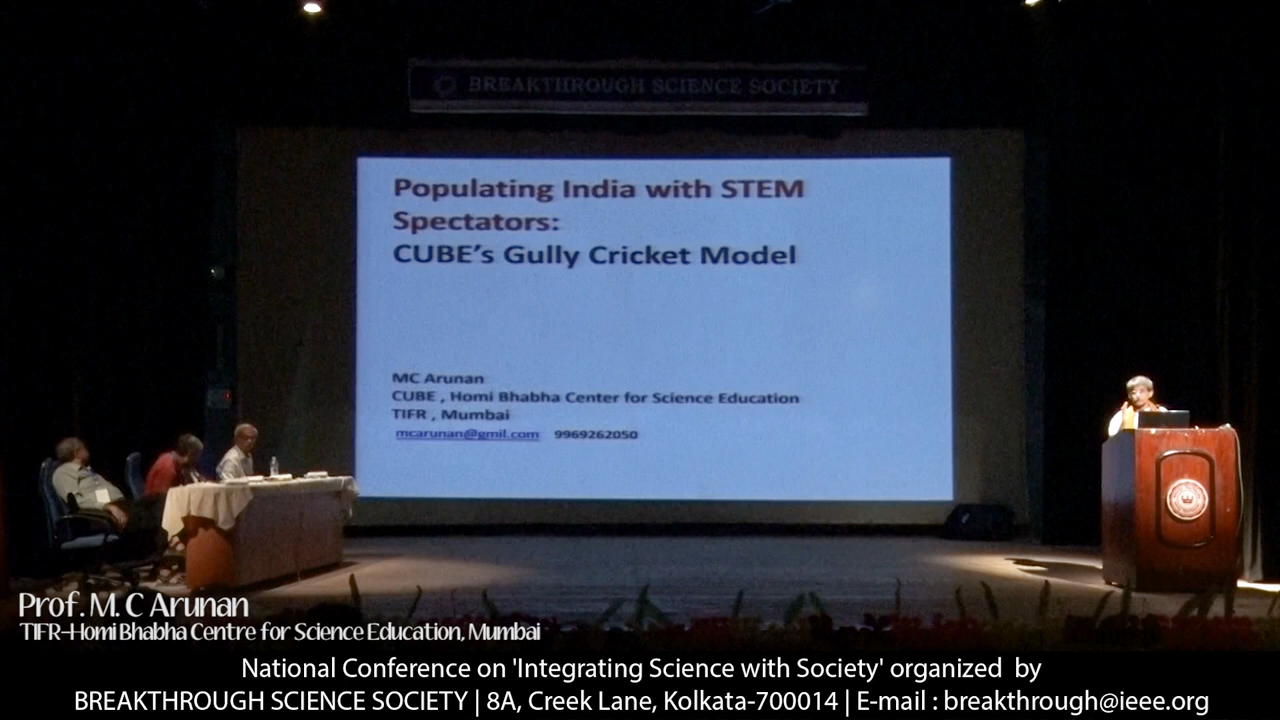 BREAKTHROUGH SCIENCE SOCIETY
Populating India with STEM
Spectators:
CUBE's Gully Cricket Model
MC Arunan
CUBE , Homi Bhabha Center for Science Education
TIFR , Mumbai
mcarunan@gmil.com 9969262050
Prof. M. C Arunan
TIFR-Homi Bhabha Centre for Science Education, Mumbai
National Conference on 'Integrating Science with Society' organized by
BREAKTHROUGH SCIENCE SOCIETY | 8A, Creek Lane, Kolkata-700014 | E-mail : breakthrough@ieee.org